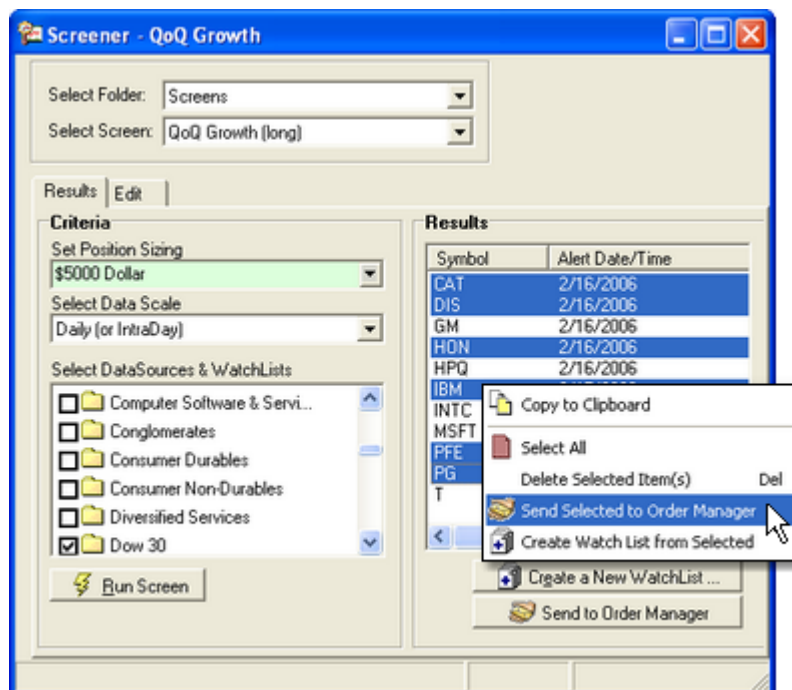 Screener - QoQ Growth
Select Folder: Screens
Select Screen: QoQ Growth (long)
Results Edit
Criteria
Set Position Sizing
$5000 Dollar
Select Data Scale
Daily (or IntraDay)
Select DataSources & WatchLists
Computer Software & Servi...
Conglomerates
Consumer Durables
Consumer Non-Durables
Diversified Services
Dow 30
Run Screen
Results
Symbol Alert Date/Time
CAT 2/16/2006
DIS 2/16/2006
GM 2/16/2006
HON 2/16/2006
HPQ 2/16/2006
IBM
INTC
MSFT
PFE
PG
T
Copy to Clipboard
Select All
Delete Selected Item(s) Del
Send Selected to Order Manager
Create Watch List from Selected
Create a New WatchList ...
Send to Order Manager